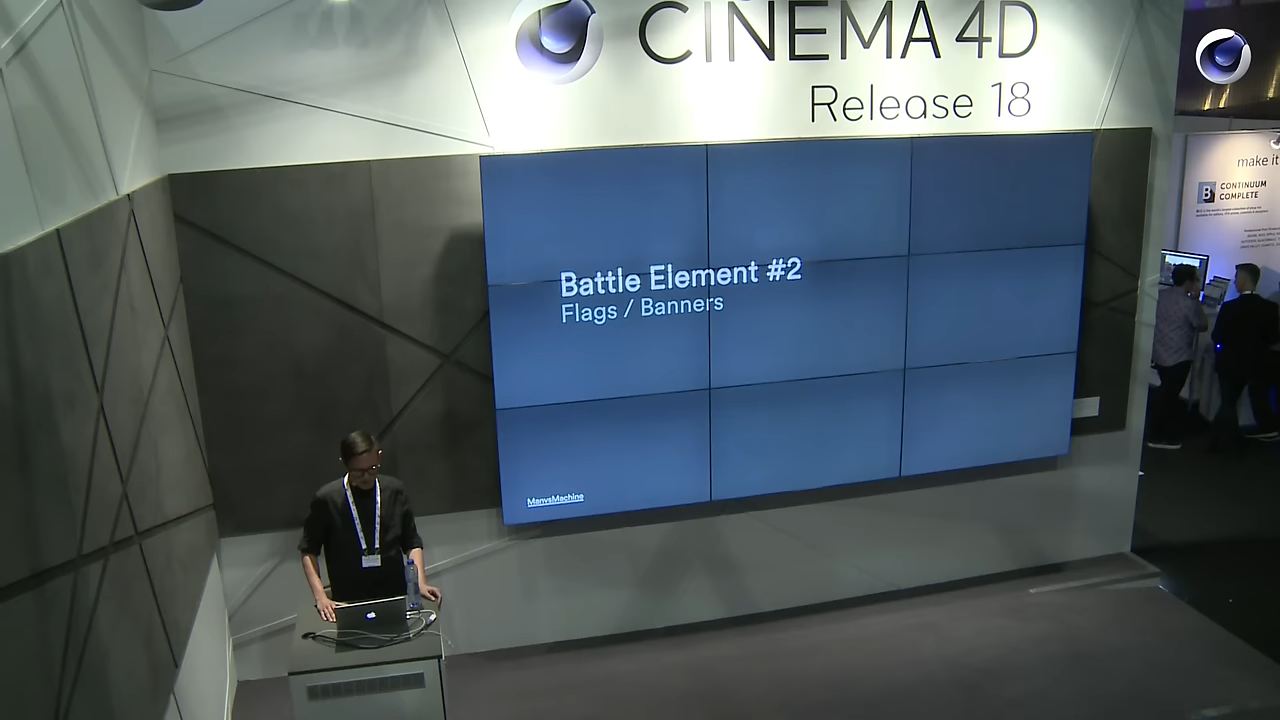 CINEMA 4D
Release 18
Battle Element #2
Flags / Banners
ManvsMachine
make it
B
CONTINUUM
COMPLETE